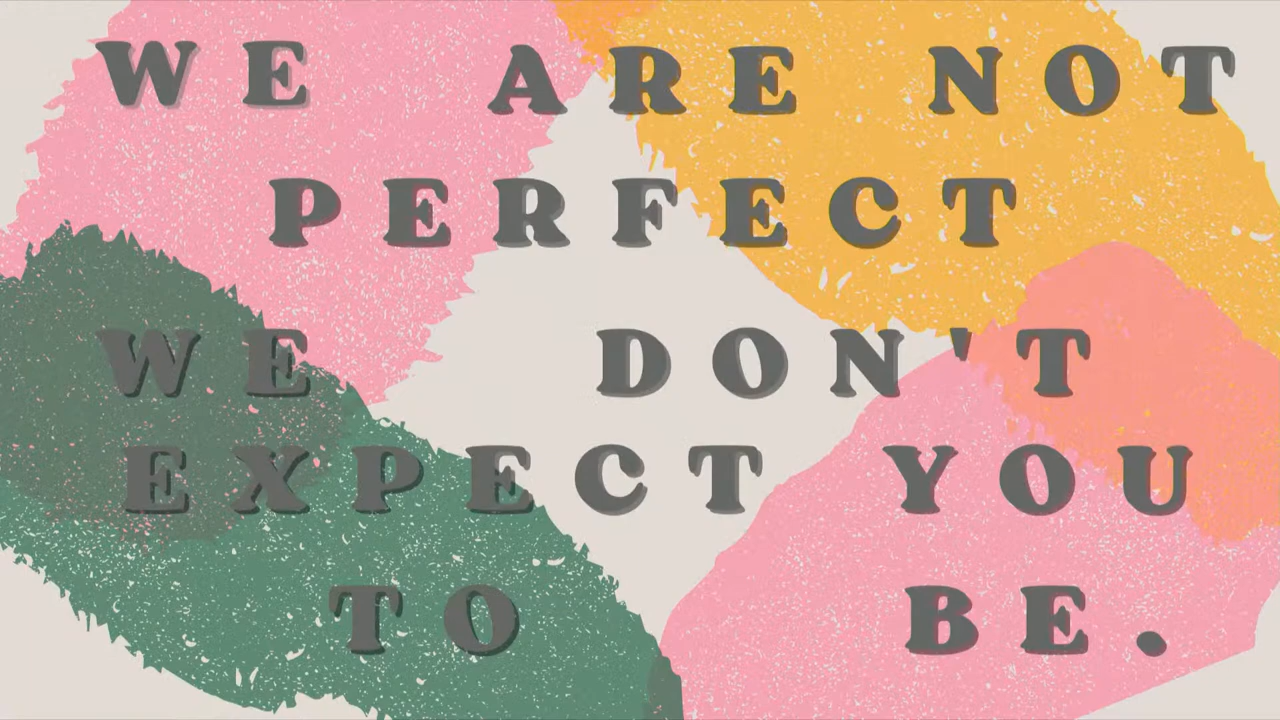 WE ARE NOT
PERFECT
WE DON'T
EXPECT YOU
TO BE.